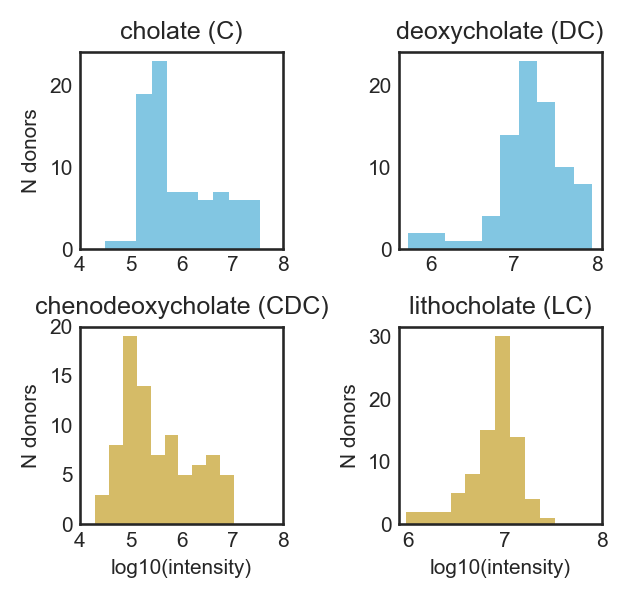 cholate (C)
deoxycholate (DC)
20
10
0
N donors
4 5 6 7 8
20
10
0
6 7 8
chenodeoxycholate (CDC)
lithocholate (LC)
20
15
10
5
0
N donors
4 5 6 7 8
log10(intensity)
30
20
10
0
N donors
6 7 8
log10(intensity)